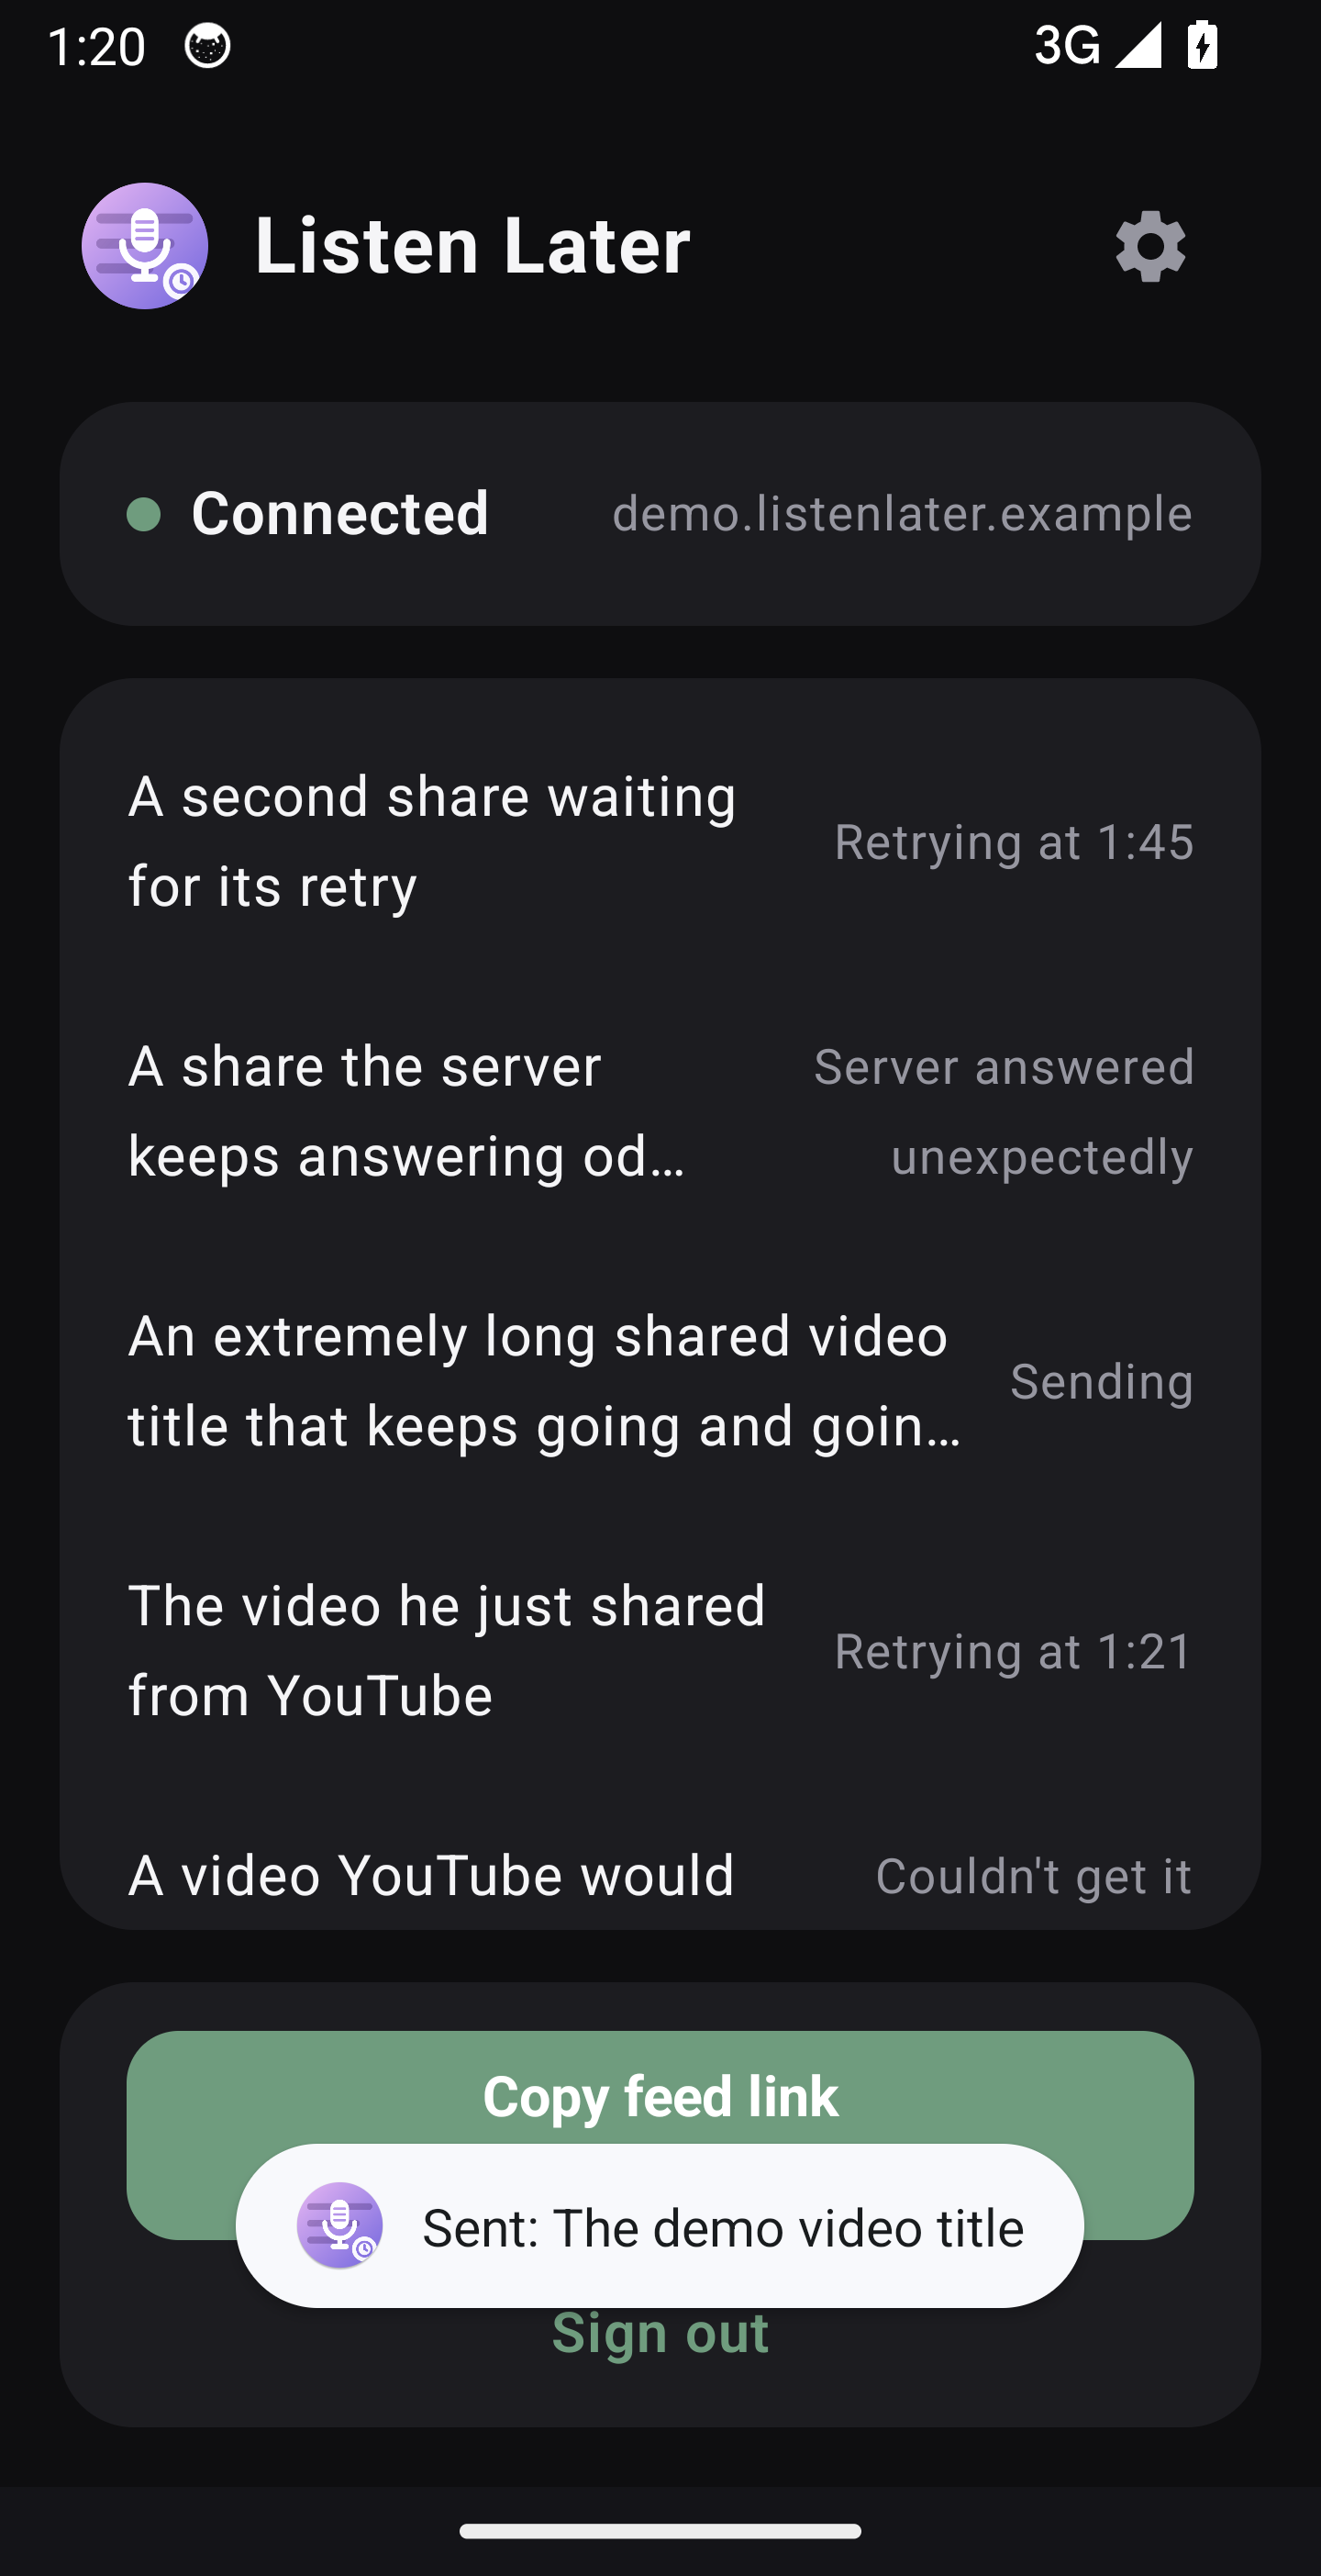 1:20
3G
Listen Later
Connected
demo.listenlater.example
A second share waiting
for its retry
Retrying at 1:45
A share the server
keeps answering od…
Server answered
unexpectedly
An extremely long shared video
title that keeps going and goin…
Sending
The video he just shared
from YouTube
Retrying at 1:21
A video YouTube would
Couldn't get it
Copy feed link
Sent: The demo video title
Sign out